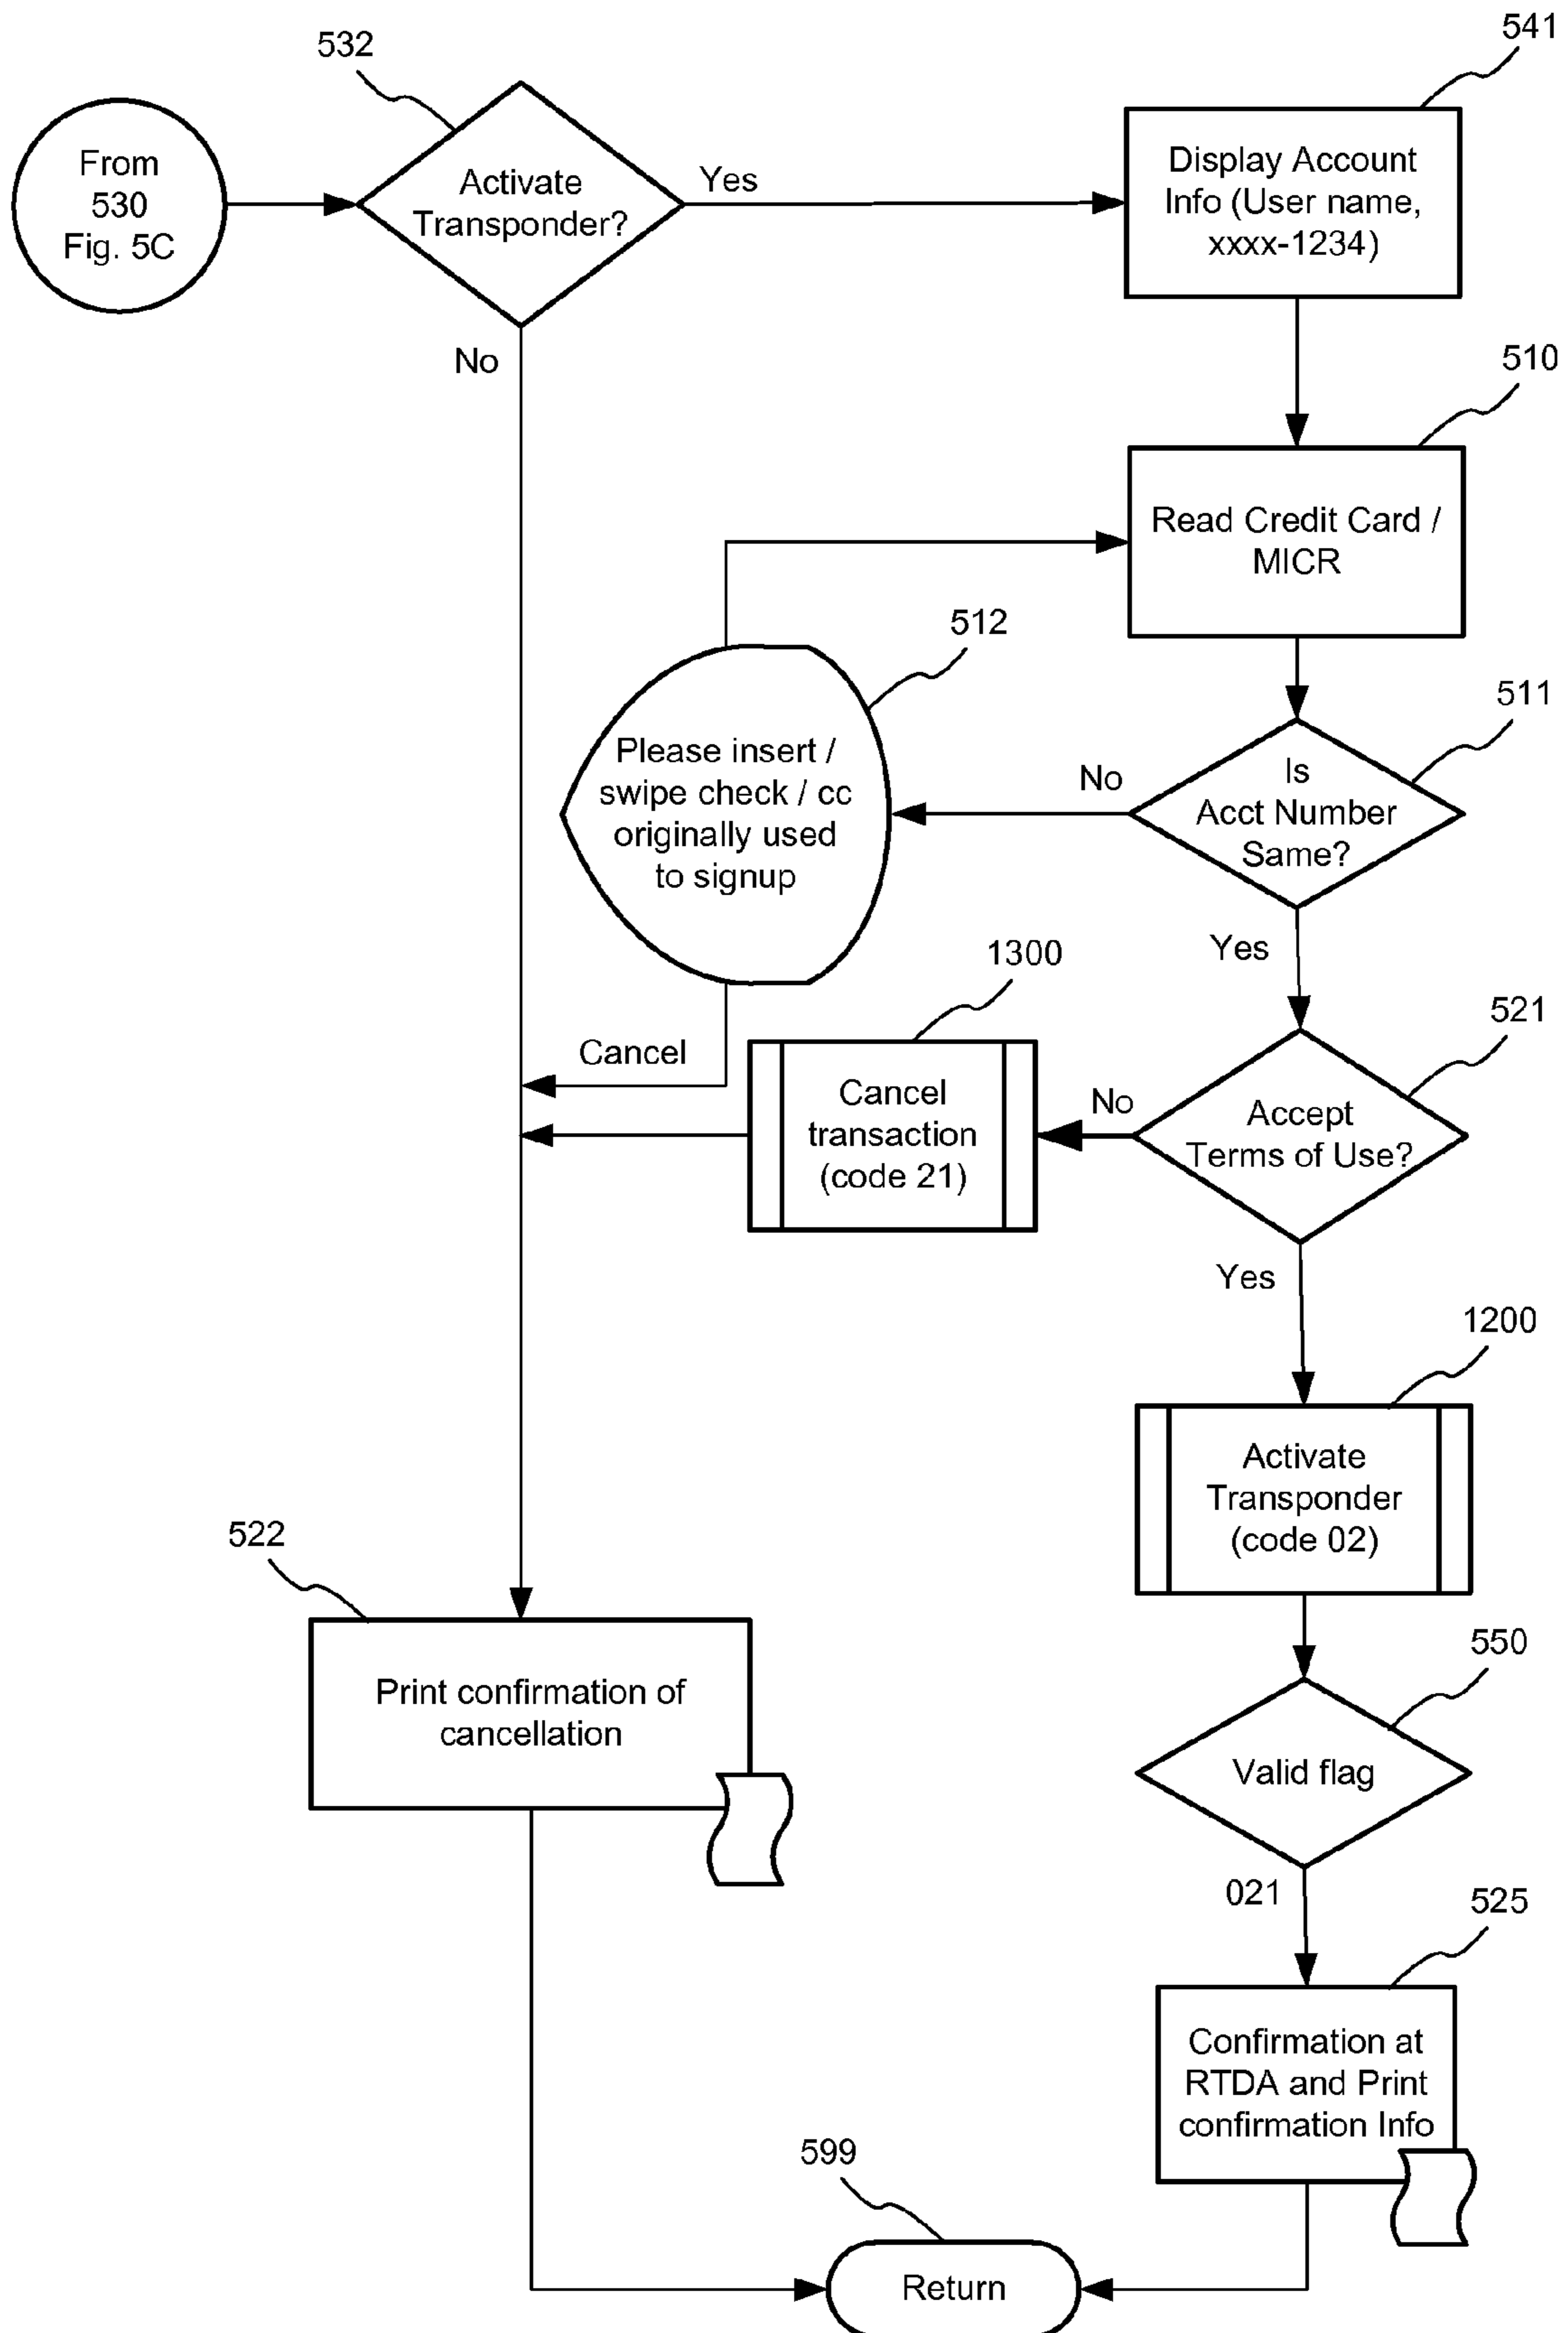 541
532
From
530
Fig. 5C
Activate
Transponder?
Yes
No
Display Account
Info (User name,
xxxx-1234)
510
Read Credit Card /
MICR
512
Please insert /
swipe check / cc
originally used
to signup
511
Is
Acct Number
Same?
No
Yes
Cancel
1300
Cancel
transaction
(code 21)
521
Accept
Terms of Use?
No
Yes
1200
Activate
Transponder
(code 02)
522
Print confirmation of
cancellation
550
Valid flag
021
525
Confirmation at
RTDA and Print
confirmation Info
599
Return